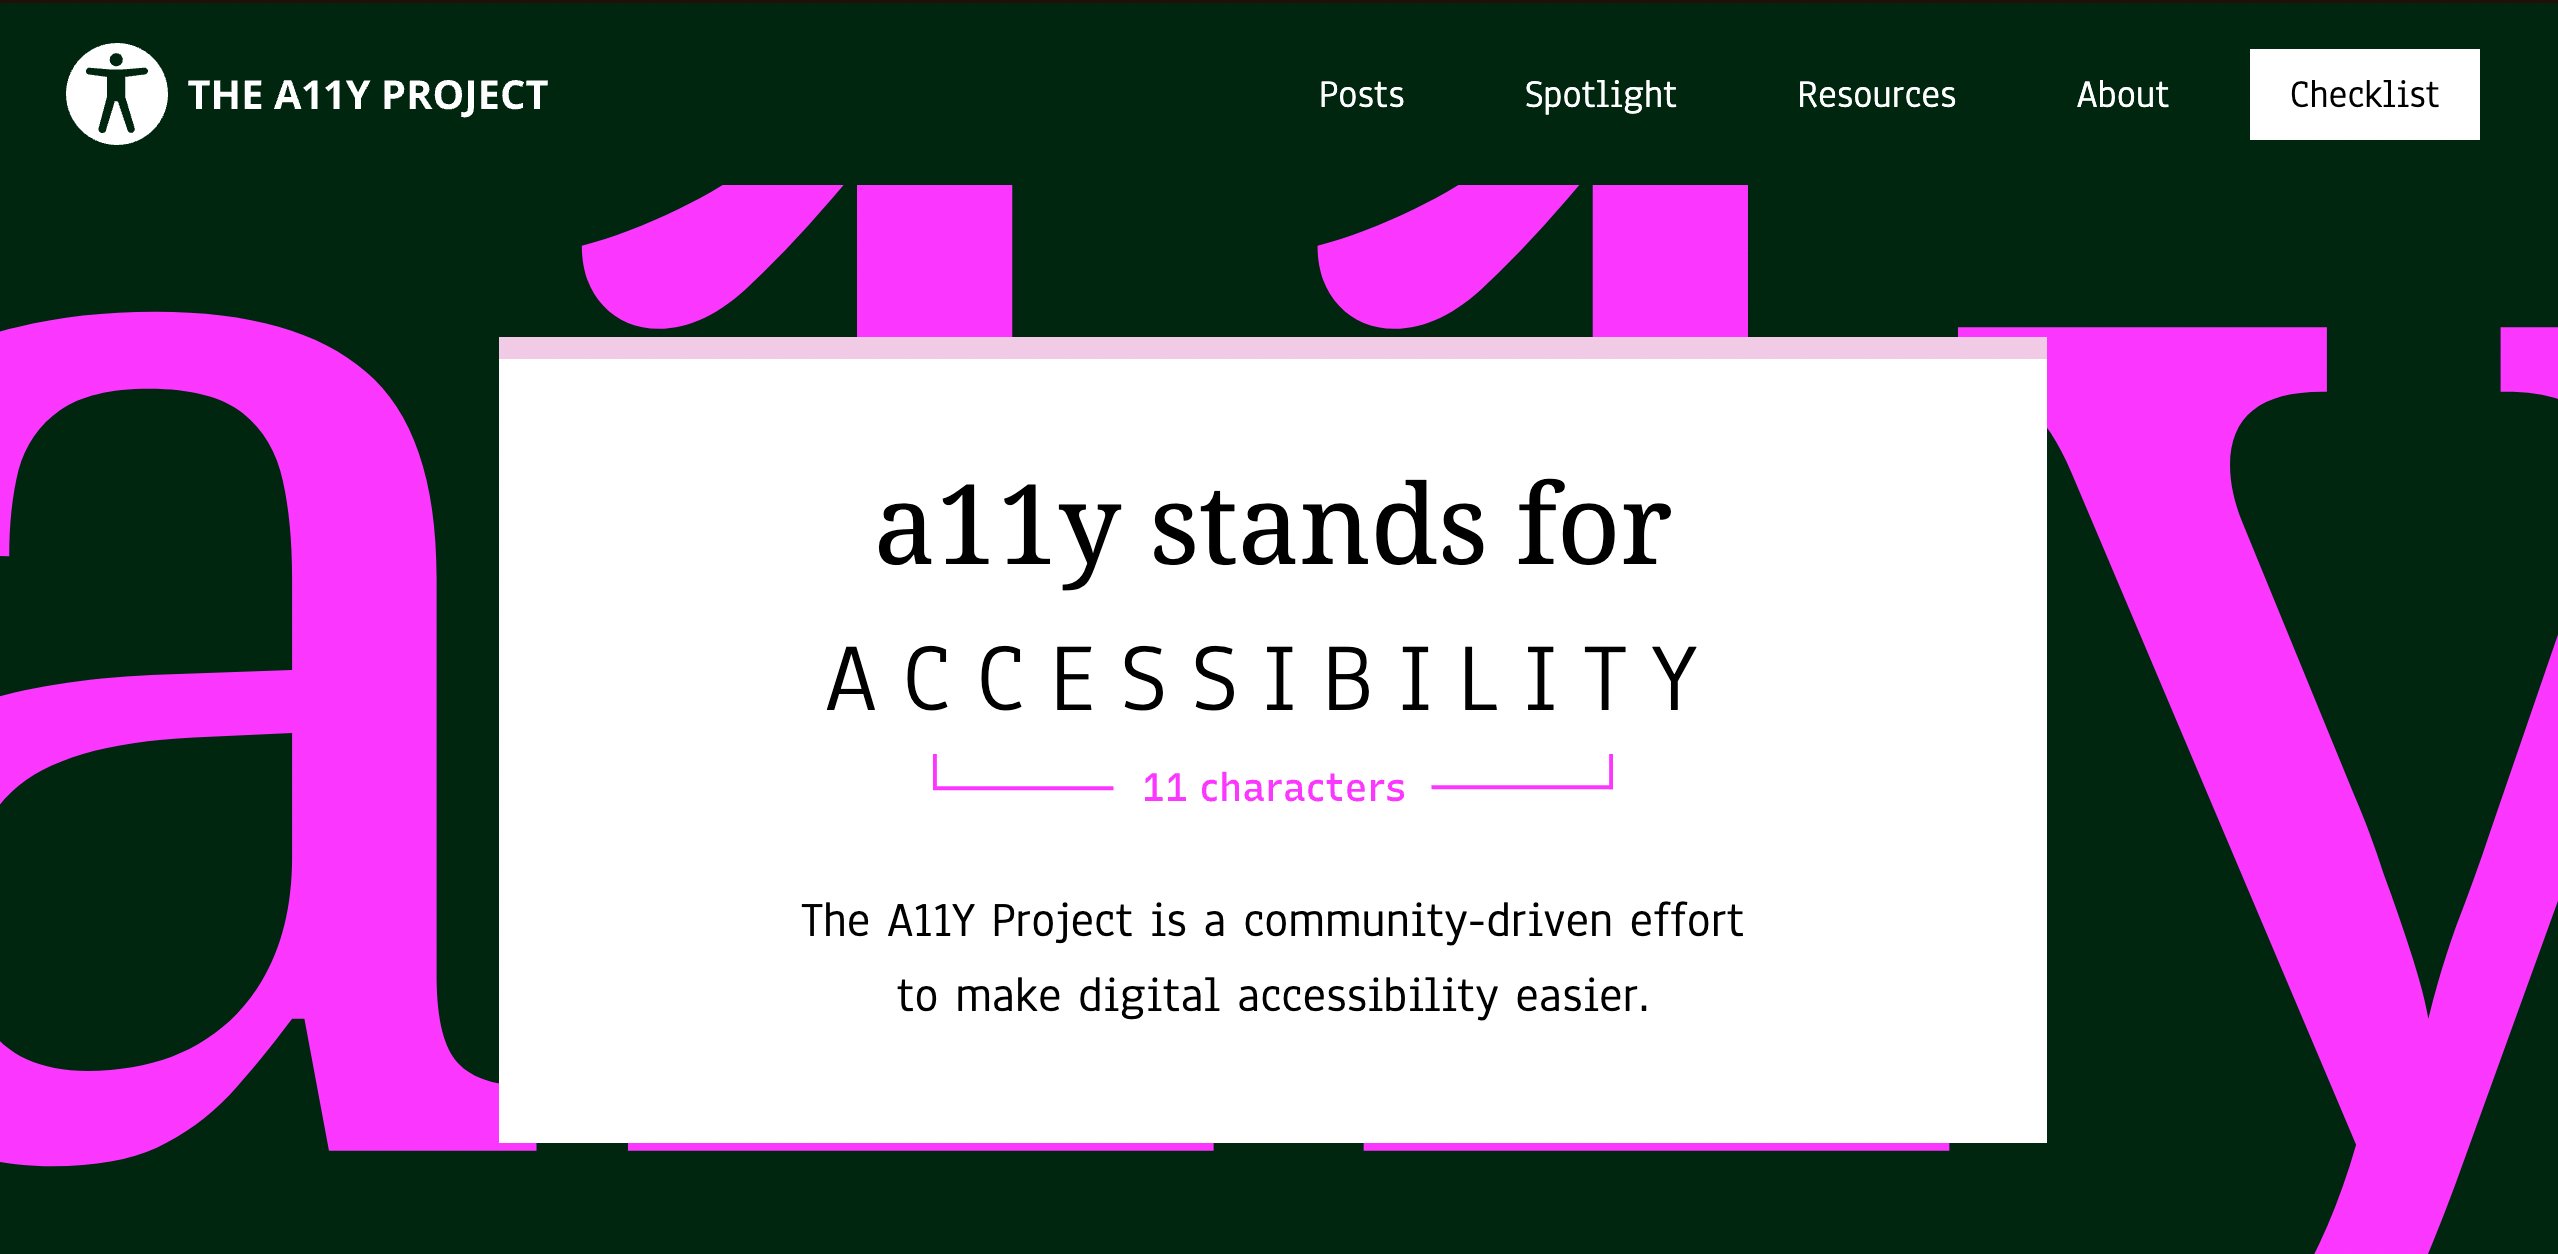 THE A11Y PROJECT
Posts
Spotlight
Resources
About
Checklist
a11y
a11y stands for
ACCESSIBILITY
11 characters
The A11Y Project is a community-driven effort
to make digital accessibility easier.